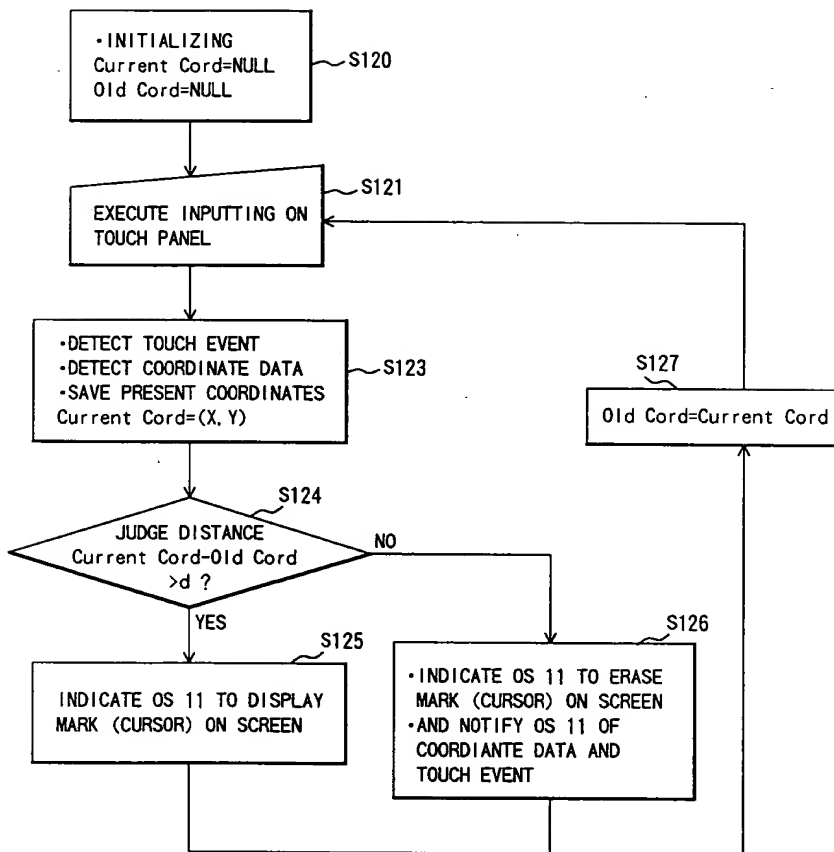 ・INITIALIZING
Current Cord=NULL
Old Cord=NULL
S120
S121
EXECUTE INPUTTING ON
TOUCH PANEL
・DETECT TOUCH EVENT
・DETECT COORDINATE DATA
・SAVE PRESENT COORDINATES
Current Cord=(X,Y)
S123
S127
Old Cord=Current Cord
S124
JUDGE DISTANCE
Current Cord-Old Cord
>d ?
NO
YES
S125
INDICATE OS 11 TO DISPLAY
MARK (CURSOR) ON SCREEN
S126
・INDICATE OS 11 TO ERASE
MARK (CURSOR) ON SCREEN
・AND NOTIFY OS 11 OF
COORDIANTE DATA AND
TOUCH EVENT